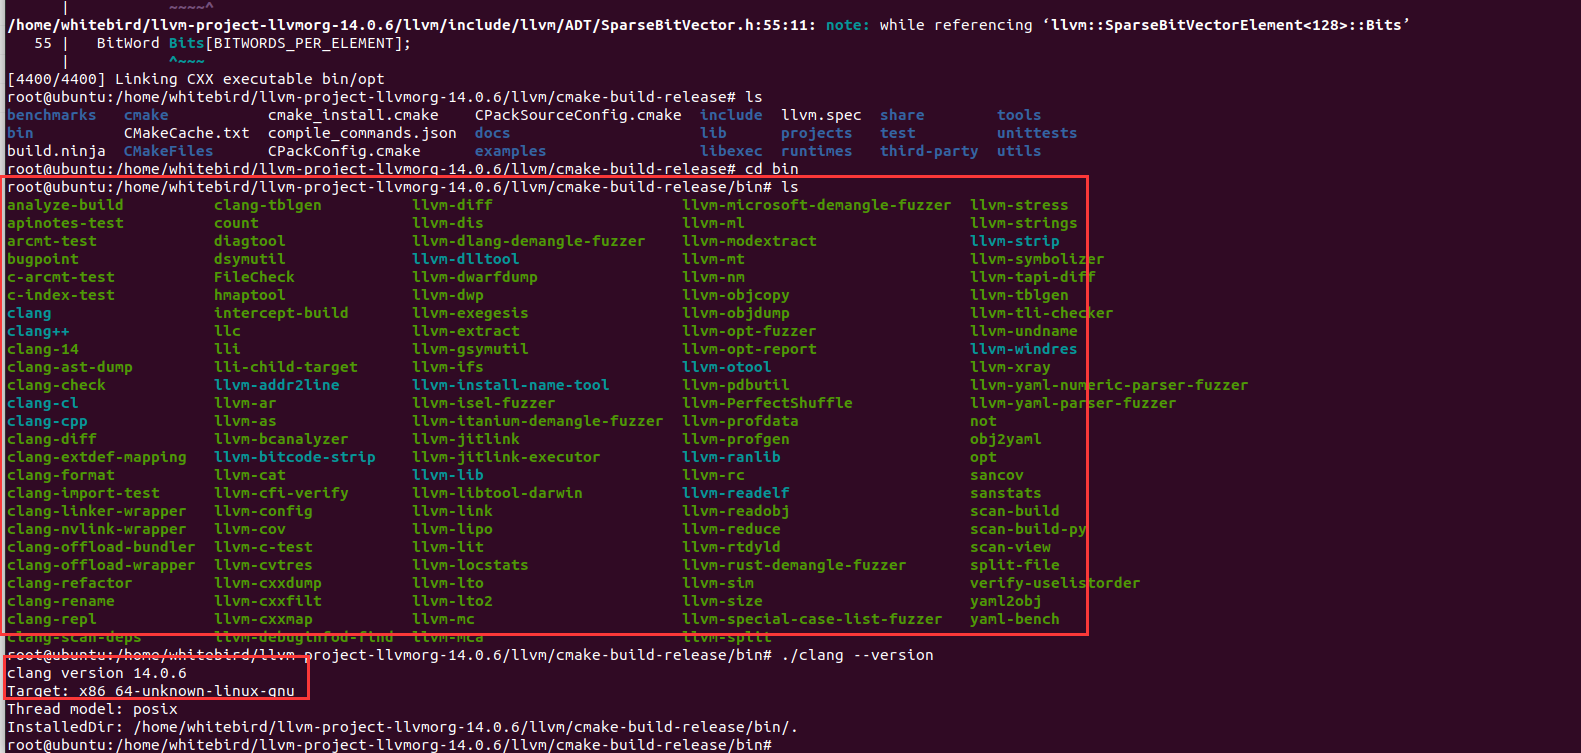 |           ~~~~^
/home/whitebird/llvm-project-llvmorg-14.0.6/llvm/include/llvm/ADT/SparseBitVector.h:55:11: note: while referencing ‘llvm::SparseBitVectorElement<128>::Bits’
55 |   BitWord Bits[BITWORDS_PER_ELEMENT];
|           ^~~~
[4400/4400] Linking CXX executable bin/opt
root@ubuntu:/home/whitebird/llvm-project-llvmorg-14.0.6/llvm/cmake-build-release# ls
benchmarks   cmake            cmake_install.cmake    CPackSourceConfig.cmake  include  llvm.spec  share        tools
bin          CMakeCache.txt   compile_commands.json  docs                     lib      projects   test         unittests
build.ninja  CMakeFiles       CPackConfig.cmake      examples                 libexec  runtimes   third-party  utils
root@ubuntu:/home/whitebird/llvm-project-llvmorg-14.0.6/llvm/cmake-build-release# cd bin
root@ubuntu:/home/whitebird/llvm-project-llvmorg-14.0.6/llvm/cmake-build-release/bin# ls
analyze-build          clang-tblgen         llvm-diff                     llvm-microsoft-demangle-fuzzer  llvm-stress
apinotes-test          count                llvm-dis                      llvm-ml                         llvm-strings
arcmt-test             diagtool             llvm-dlang-demangle-fuzzer    llvm-modextract                 llvm-strip
bugpoint               dsymutil             llvm-dlltool                  llvm-mt                         llvm-symbolizer
c-arcmt-test           FileCheck            llvm-dwarfdump                llvm-nm                         llvm-tapi-diff
c-index-test           hmaptool             llvm-dwp                      llvm-objcopy                    llvm-tblgen
clang                  intercept-build      llvm-exegesis                 llvm-objdump                    llvm-tli-checker
clang++                llc                  llvm-extract                  llvm-opt-fuzzer                 llvm-undname
clang-14               lli                  llvm-gsymutil                 llvm-opt-report                 llvm-windres
clang-ast-dump         lli-child-target     llvm-ifs                      llvm-otool                      llvm-xray
clang-check            llvm-addr2line       llvm-install-name-tool        llvm-pdbutil                    llvm-yaml-numeric-parser-fuzzer
clang-cl               llvm-ar              llvm-isel-fuzzer              llvm-PerfectShuffle             llvm-yaml-parser-fuzzer
clang-cpp              llvm-as              llvm-itanium-demangle-fuzzer  llvm-profdata                   not
clang-diff             llvm-bcanalyzer      llvm-jitlink                  llvm-profgen                    obj2yaml
clang-extdef-mapping   llvm-bitcode-strip   llvm-jitlink-executor         llvm-ranlib                     opt
clang-format           llvm-cat             llvm-lib                      llvm-rc                         sancov
clang-import-test      llvm-cfi-verify      llvm-libtool-darwin           llvm-readelf                    sanstats
clang-linker-wrapper   llvm-config          llvm-link                     llvm-readobj                    scan-build
clang-nvlink-wrapper   llvm-cov             llvm-lipo                     llvm-reduce                     scan-build-py
clang-offload-bundler  llvm-c-test          llvm-lit                      llvm-rtdyld                     scan-view
clang-offload-wrapper  llvm-cvtres          llvm-locstats                 llvm-rust-demangle-fuzzer       split-file
clang-refactor         llvm-cxxdump         llvm-lto                      llvm-sim                        verify-uselistorder
clang-rename           llvm-cxxfilt         llvm-lto2                     llvm-size                       yaml2obj
clang-repl             llvm-cxxmap          llvm-mc                       llvm-special-case-list-fuzzer   yaml-bench
clang-scan-deps        llvm-debuginfod-find llvm-mca                      llvm-split
root@ubuntu:/home/whitebird/llvm-project-llvmorg-14.0.6/llvm/cmake-build-release/bin# ./clang --version
clang version 14.0.6
Target: x86_64-unknown-linux-gnu
Thread model: posix
InstalledDir: /home/whitebird/llvm-project-llvmorg-14.0.6/llvm/cmake-build-release/bin/.
root@ubuntu:/home/whitebird/llvm-project-llvmorg-14.0.6/llvm/cmake-build-release/bin#